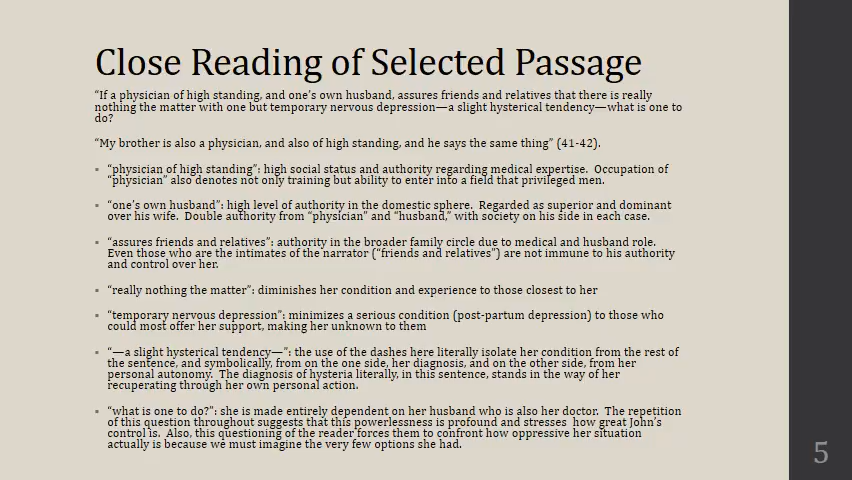 Close Reading of Selected Passage
“If a physician of high standing, and one’s own husband, assures friends and relatives that there is really
nothing the matter with one but temporary nervous depression—a slight hysterical tendency—what is one to
do?
“My brother is also a physician, and also of high standing, and he says the same thing” (41-42).
▪ “physician of high standing”: high social status and authority regarding medical expertise.  Occupation of
“physician” also denotes not only training but ability to enter into a field that privileged men.
▪ “one’s own husband”: high level of authority in the domestic sphere.  Regarded as superior and dominant
over his wife.  Double authority from “physician” and “husband,” with society on his side in each case.
▪ “assures friends and relatives”: authority in the broader family circle due to medical and husband role.
Even those who are the intimates of the narrator (“friends and relatives”) are not immune to his authority
and control over her.
▪ “really nothing the matter”: diminishes her condition and experience to those closest to her
▪ “temporary nervous depression”: minimizes a serious condition (post-partum depression) to those who
could most offer her support, making her unknown to them
▪ “—a slight hysterical tendency—”: the use of the dashes here literally isolate her condition from the rest of
the sentence, and symbolically, from on the one side, her diagnosis, and on the other side, from her
personal autonomy.  The diagnosis of hysteria literally, in this sentence, stands in the way of her
recuperating through her own personal action.
▪ “what is one to do?”: she is made entirely dependent on her husband who is also her doctor.  The repetition
of this question throughout suggests that this powerlessness is profound and stresses  how great John’s
control is.  Also, this questioning of the reader forces them to confront how oppressive her situation
actually is because we must imagine the very few options she had.
5